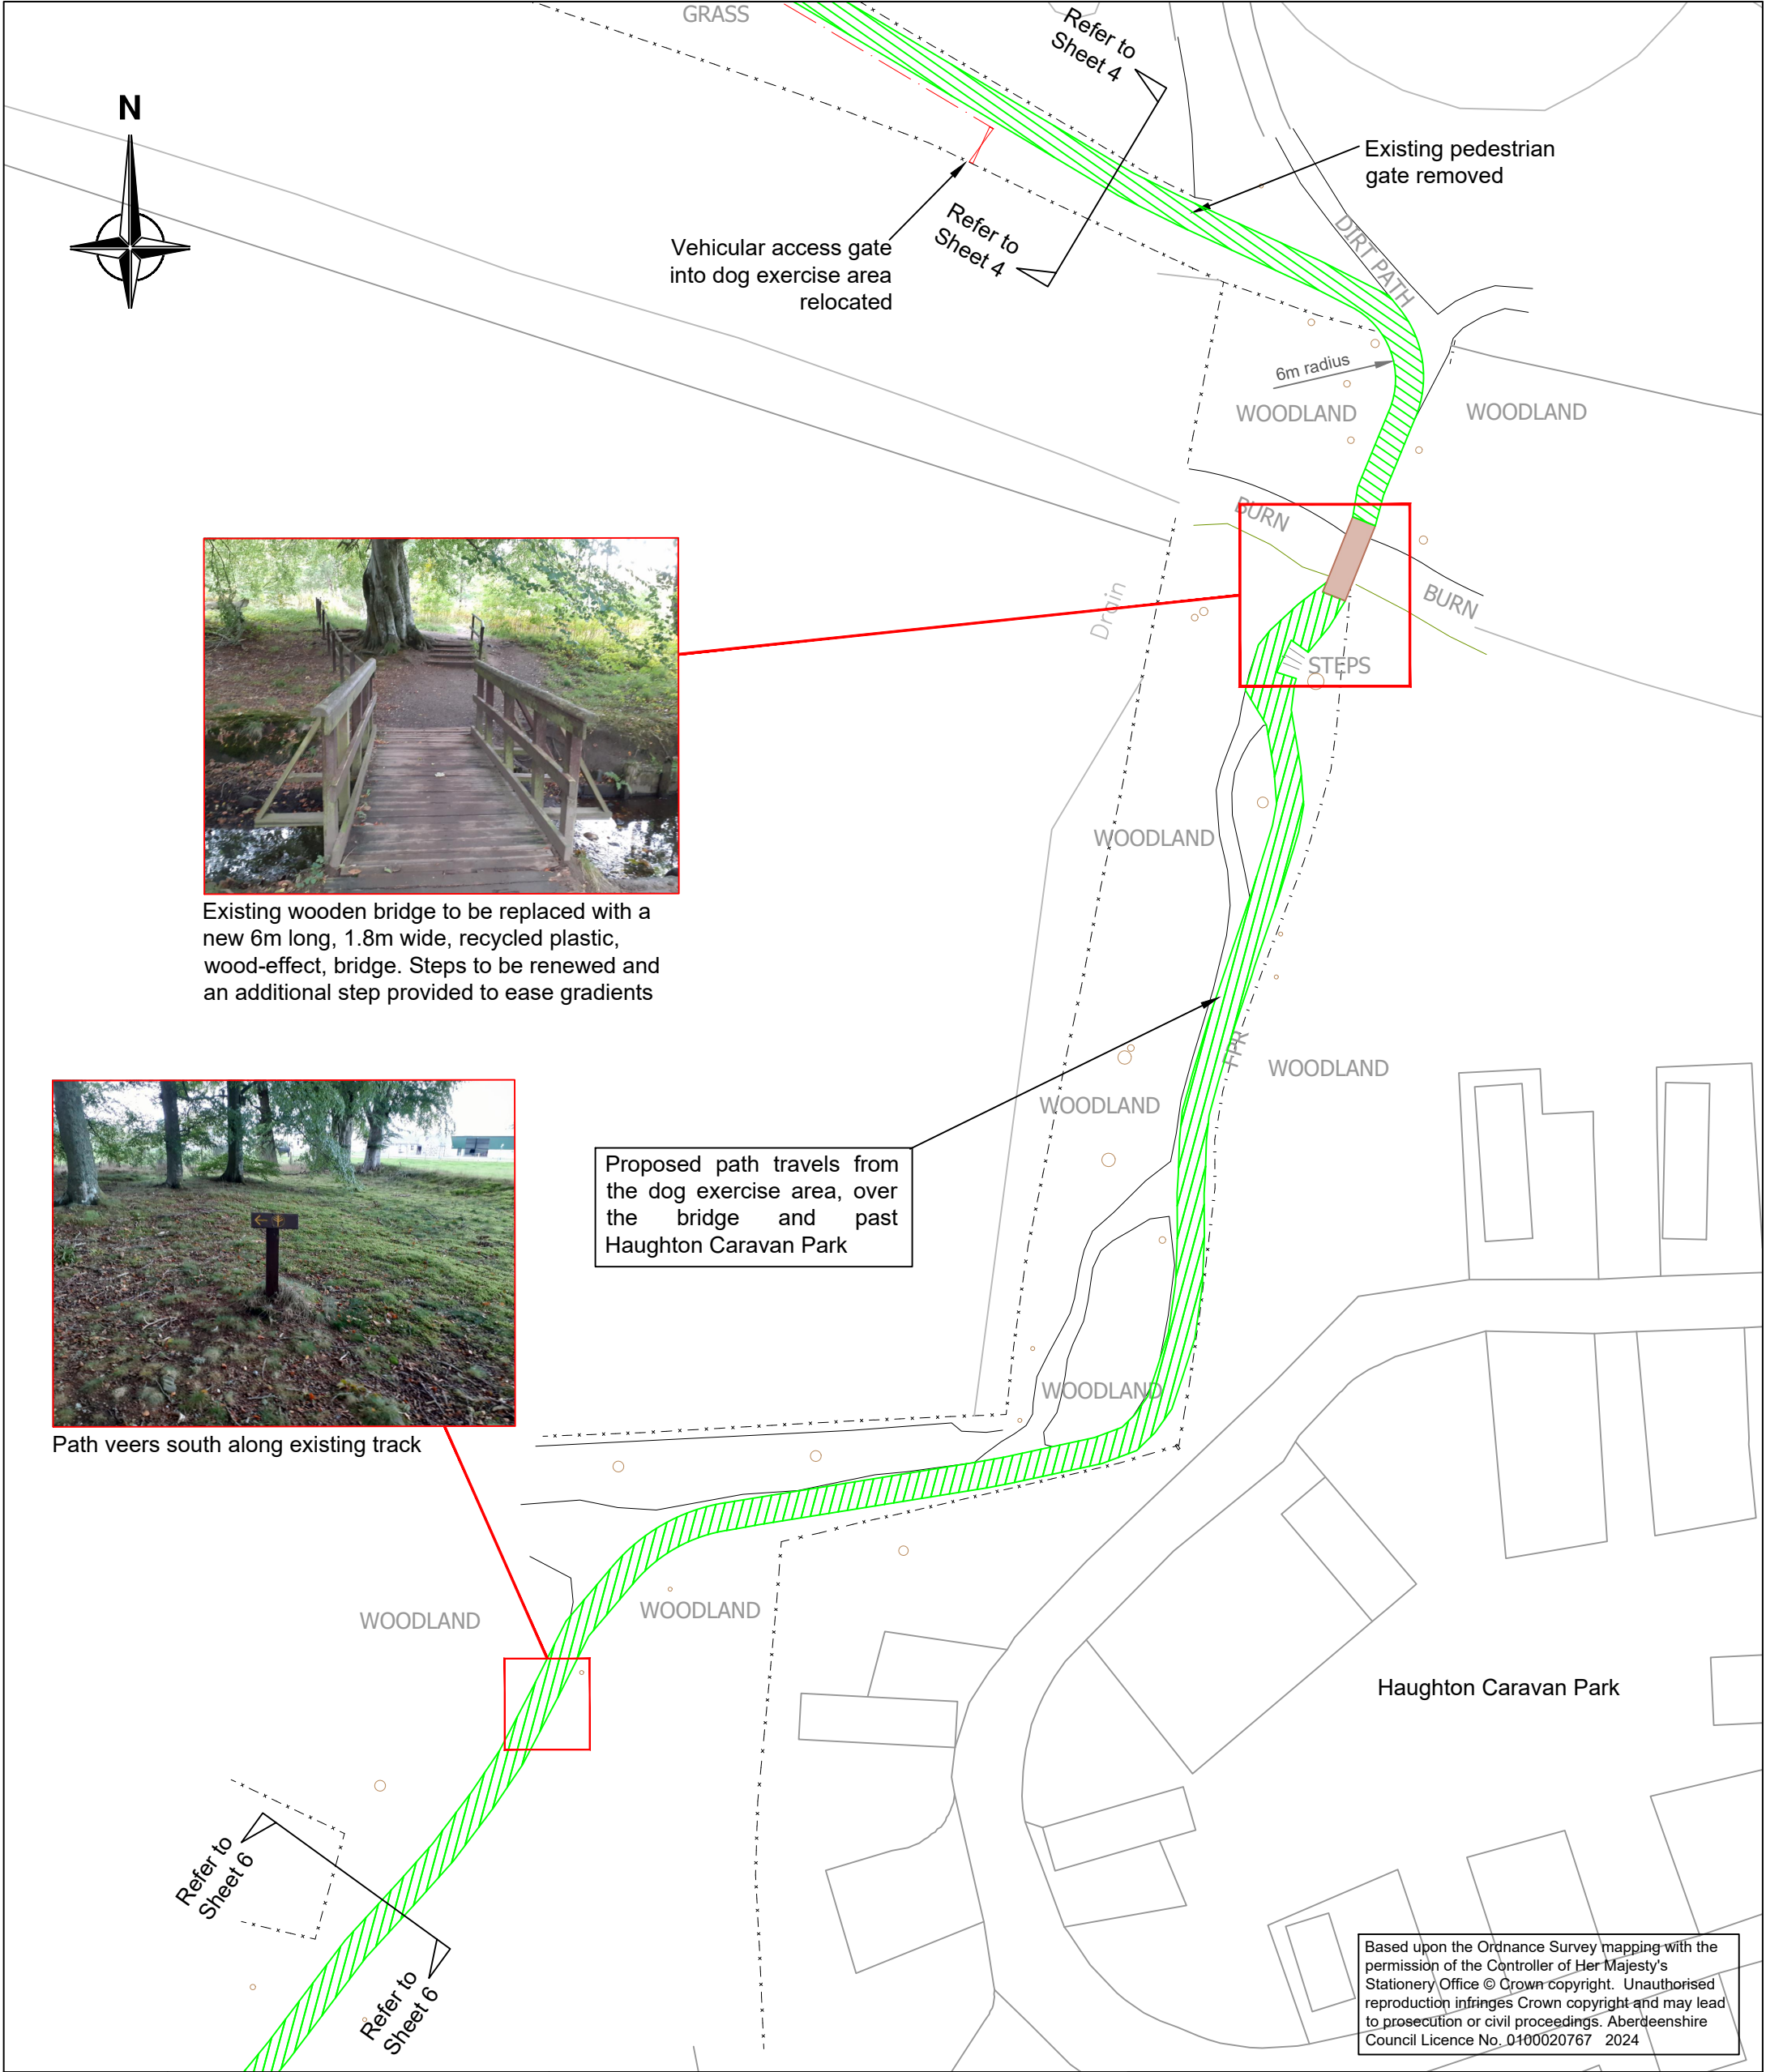 GRASS
Refer to
Sheet 4
N
Existing pedestrian
gate removed
Refer to
Sheet 4
DIRT PATH
Vehicular access gate
into dog exercise area
relocated
6m radius
WOODLAND
WOODLAND
BURN
BURN
Drain
STEPS
WOODLAND
Existing wooden bridge to be replaced with a
new 6m long, 1.8m wide, recycled plastic,
wood-effect, bridge. Steps to be renewed and
an additional step provided to ease gradients
FPR
WOODLAND
WOODLAND
Proposed path travels from
the dog exercise area, over
the bridge and past
Haughton Caravan Park
WOODLAND
Path veers south along existing track
WOODLAND
WOODLAND
Haughton Caravan Park
Refer to
Sheet 6
Refer to
Sheet 6
Based upon the Ordnance Survey mapping with the
permission of the Controller of Her Majesty's
Stationery Office © Crown copyright. Unauthorised
reproduction infringes Crown copyright and may lead
to prosecution or civil proceedings. Aberdeenshire
Council Licence No. 0100020767 2024